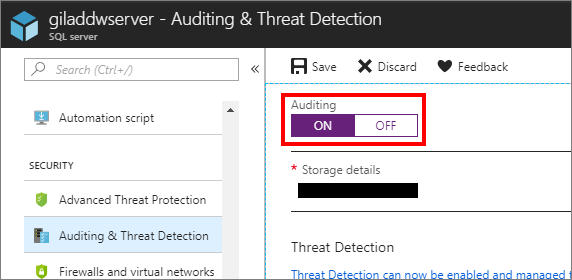 giladdwserver - Auditing & Threat Detection
SQL server
Search (Ctrl+/)
Save
Discard
Feedback
Automation script
SECURITY
Advanced Threat Protection
Auditing & Threat Detection
Firewalls and virtual networks
Auditing
ON
OFF
* Storage details
Threat Detection
Threat Detection can now be enabled and managed t